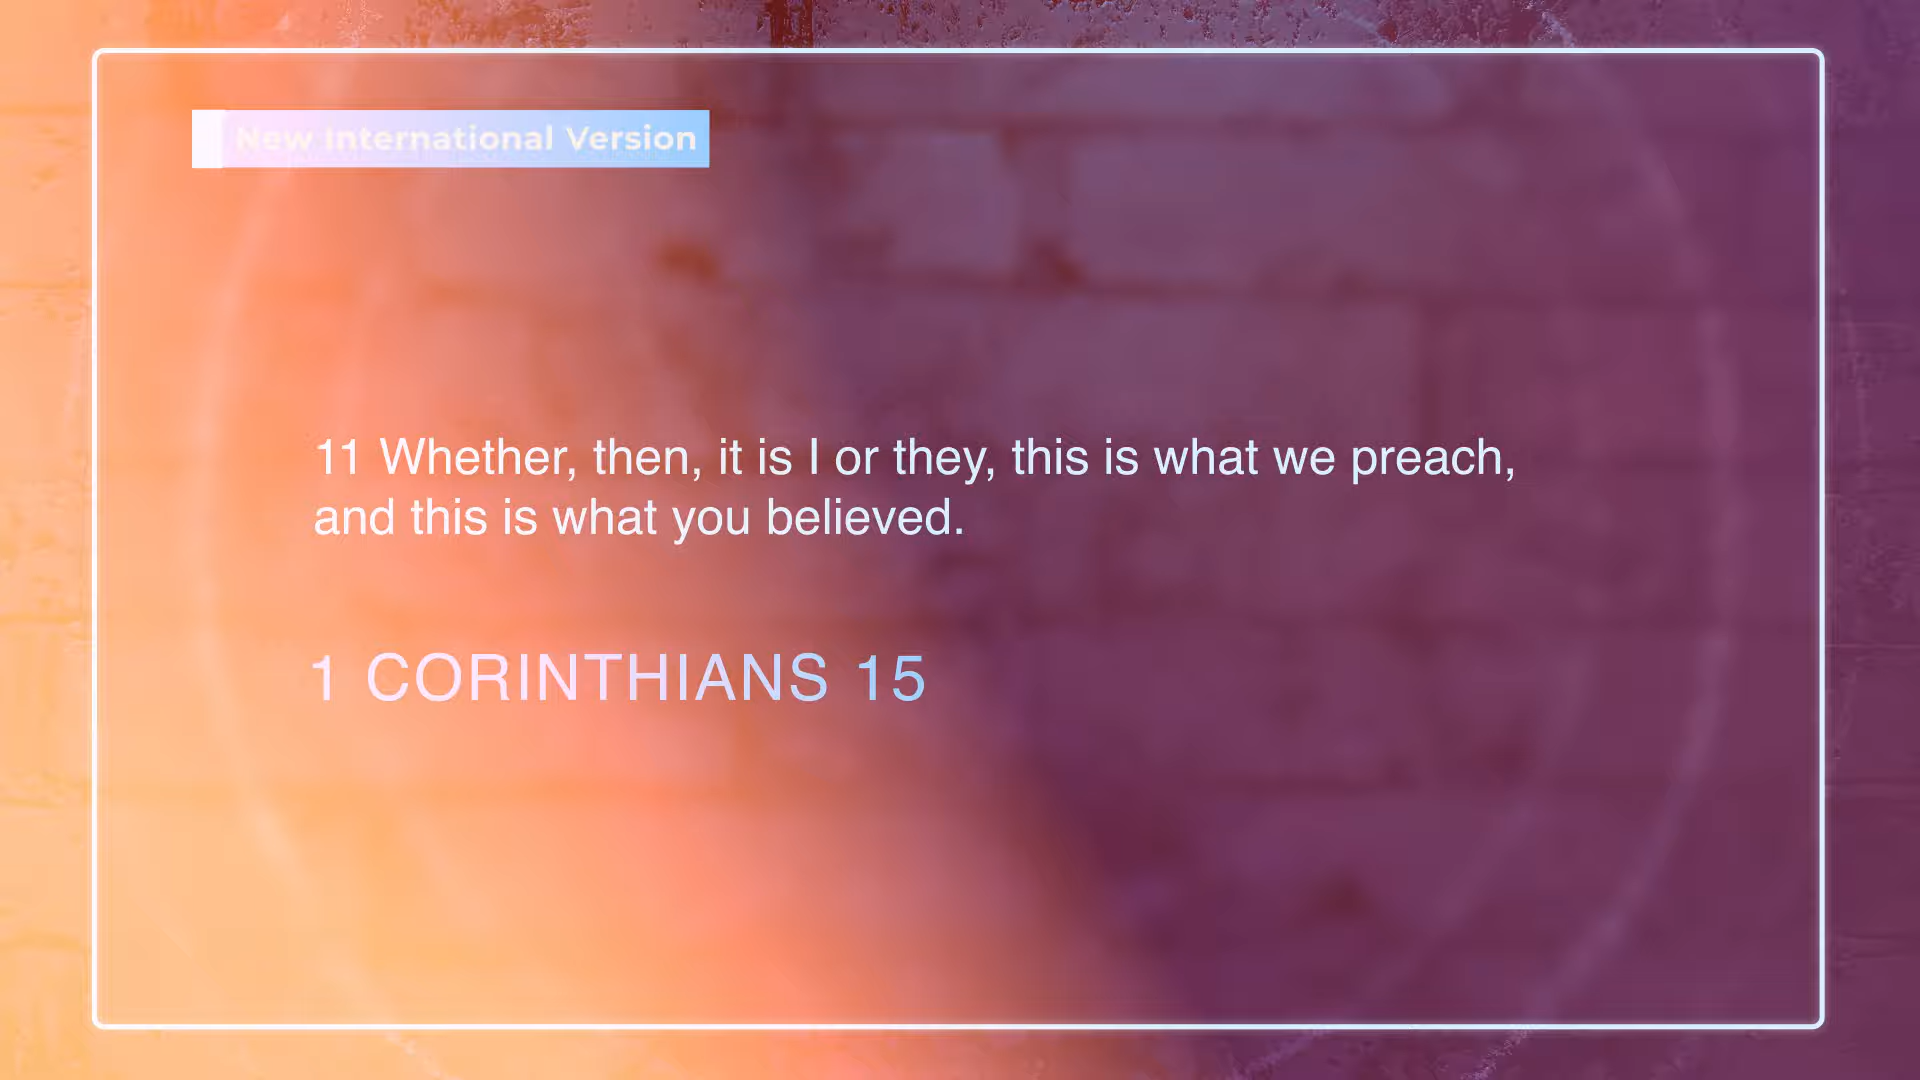 New International Version
11 Whether, then, it is I or they, this is what we preach,
and this is what you believed.
1 CORINTHIANS 15